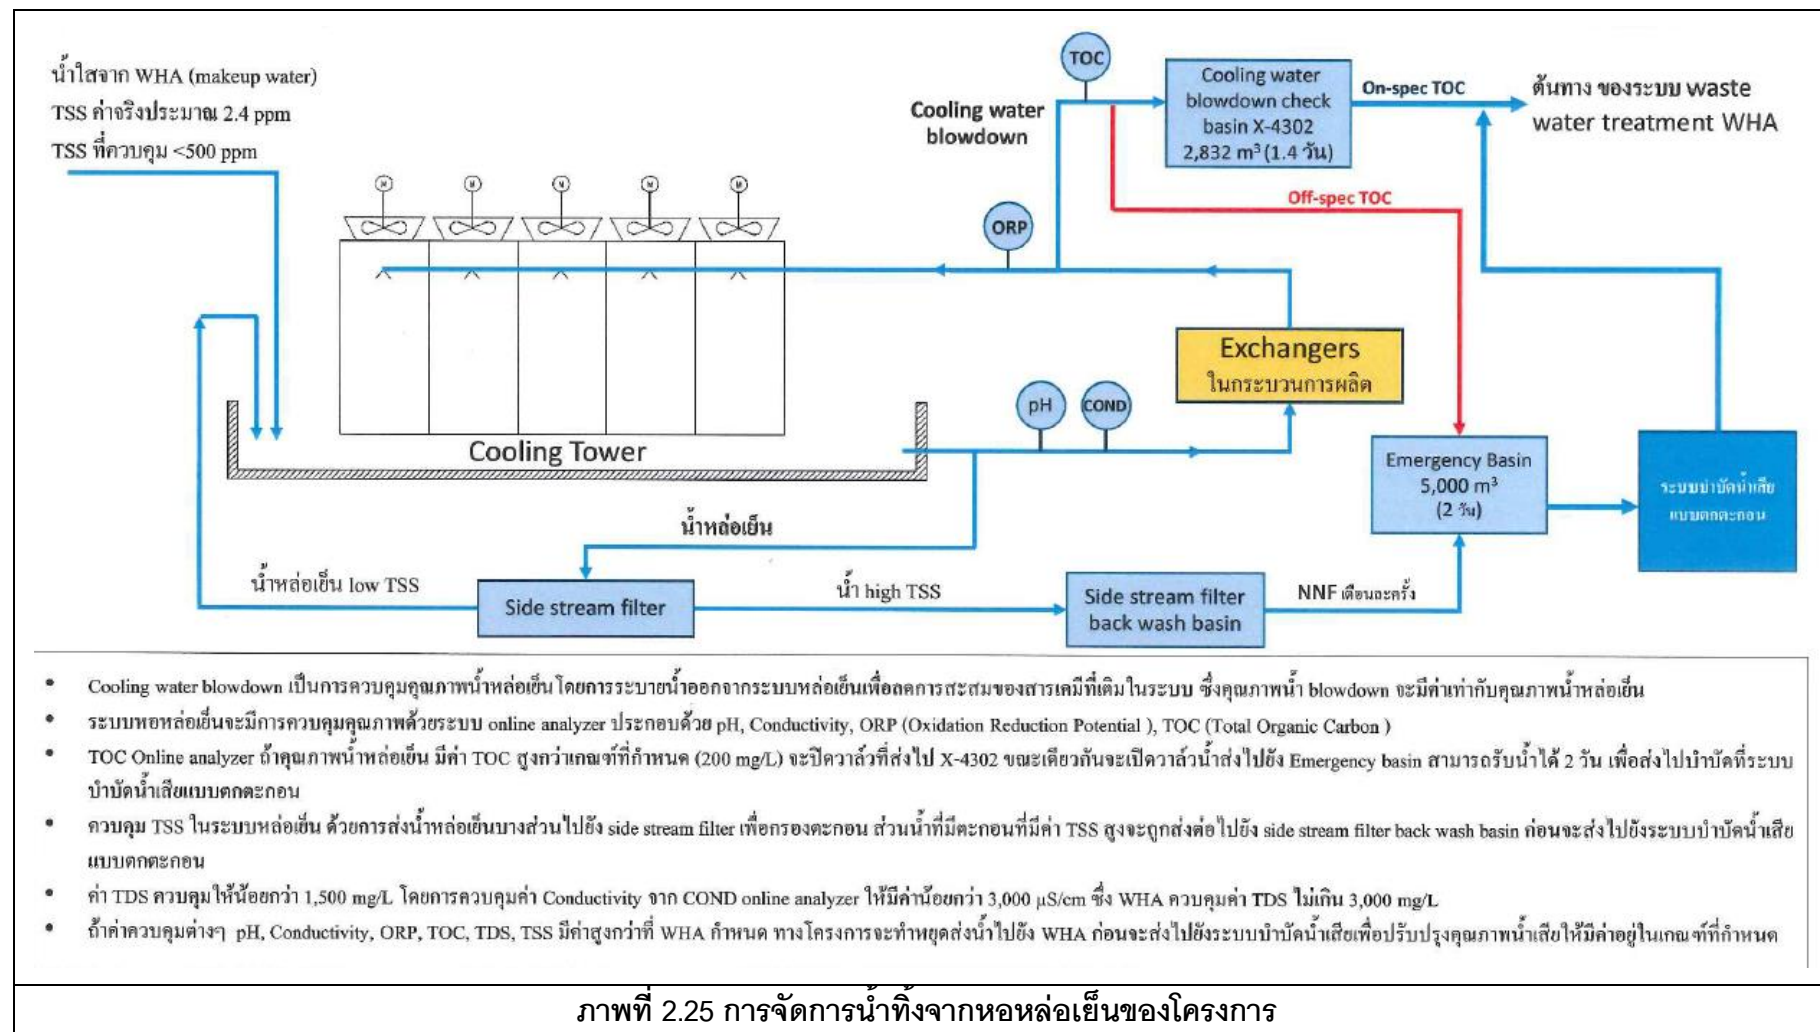 น้ำใสจาก WHA (makeup water)
TSS ค่าจริงประมาณ 2.4 ppm
TSS ที่ควบคุม <500 ppm
M M M M M
Cooling Tower
Cooling water
blowdown
TOC
ORP
pH
COND
Cooling water
blowdown check
basin X-4302
2,832 m³ (1.4 วัน)
On-spec TOC
ต้นทาง ของระบบ waste
water treatment WHA
Off-spec TOC
Exchangers
ในกระบวนการผลิต
Emergency Basin
5,000 m³
(2 วัน)
ระบบบำบัดน้ำเสีย
แบบตกตะกอน
น้ำหล่อเย็น
น้ำหล่อเย็น low TSS
Side stream filter
น้ำ high TSS
Side stream filter
back wash basin
NNF เดือนละครั้ง
• Cooling water blowdown เป็นการควบคุมคุณภาพน้ำหล่อเย็นโดยการระบายน้ำออกจากระบบหล่อเย็นเพื่อลดการสะสมของสารเคมีที่เติมในระบบ ซึ่งคุณภาพน้ำ blowdown จะมีค่าเท่ากับคุณภาพน้ำหล่อเย็น
• ระบบหอหล่อเย็นจะมีการควบคุมคุณภาพด้วยระบบ online analyzer ประกอบด้วย pH, Conductivity, ORP (Oxidation Reduction Potential ), TOC (Total Organic Carbon )
• TOC Online analyzer ถ้าคุณภาพน้ำหล่อเย็น มีค่า TOC สูงกว่าเกณฑ์ที่กำหนด (200 mg/L) จะปิดวาล์วที่ส่งไป X-4302 ขณะเดียวกันจะเปิดวาล์วน้ำส่งไปยัง Emergency basin สามารถรับน้ำได้ 2 วัน เพื่อส่งไปบำบัดที่ระบบ
บำบัดน้ำเสียแบบตกตะกอน
• ควบคุม TSS ในระบบหล่อเย็น ด้วยการส่งน้ำหล่อเย็นบางส่วนไปยัง side stream filter เพื่อกรองตะกอน ส่วนน้ำที่มีตะกอนที่มีค่า TSS สูงจะถูกส่งต่อไปยัง side stream filter back wash basin ก่อนจะส่งไปยังระบบบำบัดน้ำเสีย
แบบตกตะกอน
• ค่า TDS ควบคุมให้น้อยกว่า 1,500 mg/L โดยการควบคุมค่า Conductivity จาก COND online analyzer ให้มีค่าน้อยกว่า 3,000 µS/cm ซึ่ง WHA ควบคุมค่า TDS ไม่เกิน 3,000 mg/L
• ถ้าค่าควบคุมต่างๆ pH, Conductivity, ORP, TOC, TDS, TSS มีค่าสูงกว่าที่ WHA กำหนด ทางโครงการจะทำหยุดส่งน้ำไปยัง WHA ก่อนจะส่งไปยังระบบบำบัดน้ำเสียเพื่อปรับปรุงคุณภาพน้ำเสียให้มีค่าอยู่ในเกณฑ์ที่กำหนด
ภาพที่ 2.25 การจัดการน้ำทิ้งจากหอหล่อเย็นของโครงการ